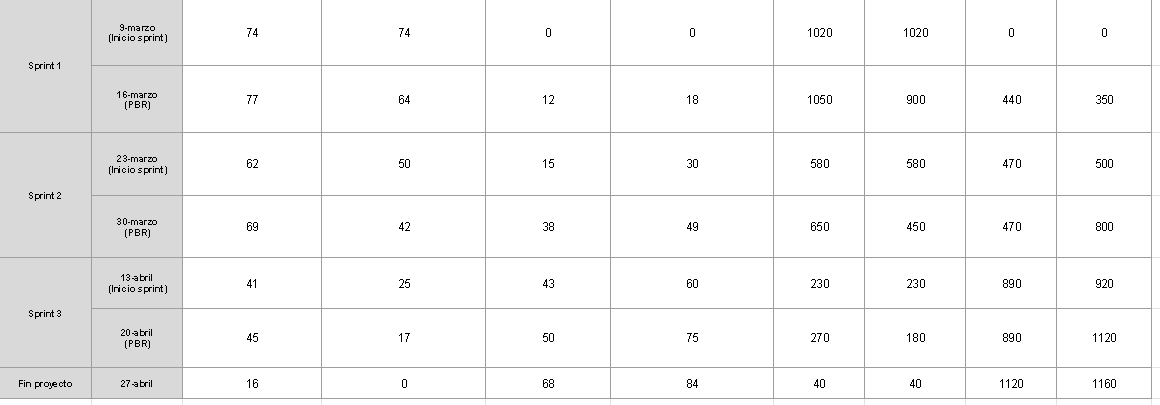 Sprint 1
9-marzo
(Inicio sprint)
74 74 0 0 1020 1020 0 0
16-marzo
(PBR)
77 64 12 18 1050 900 440 350
Sprint 2
23-marzo
(Inicio sprint)
62 50 15 30 580 580 470 500
30-marzo
(PBR)
69 42 38 49 650 450 470 800
Sprint 3
13-abril
(Inicio sprint)
41 25 43 60 230 230 890 920
20-abril
(PBR)
45 17 50 75 270 180 890 1120
Fin proyecto 27-abril 16 0 68 84 40 40 1120 1160